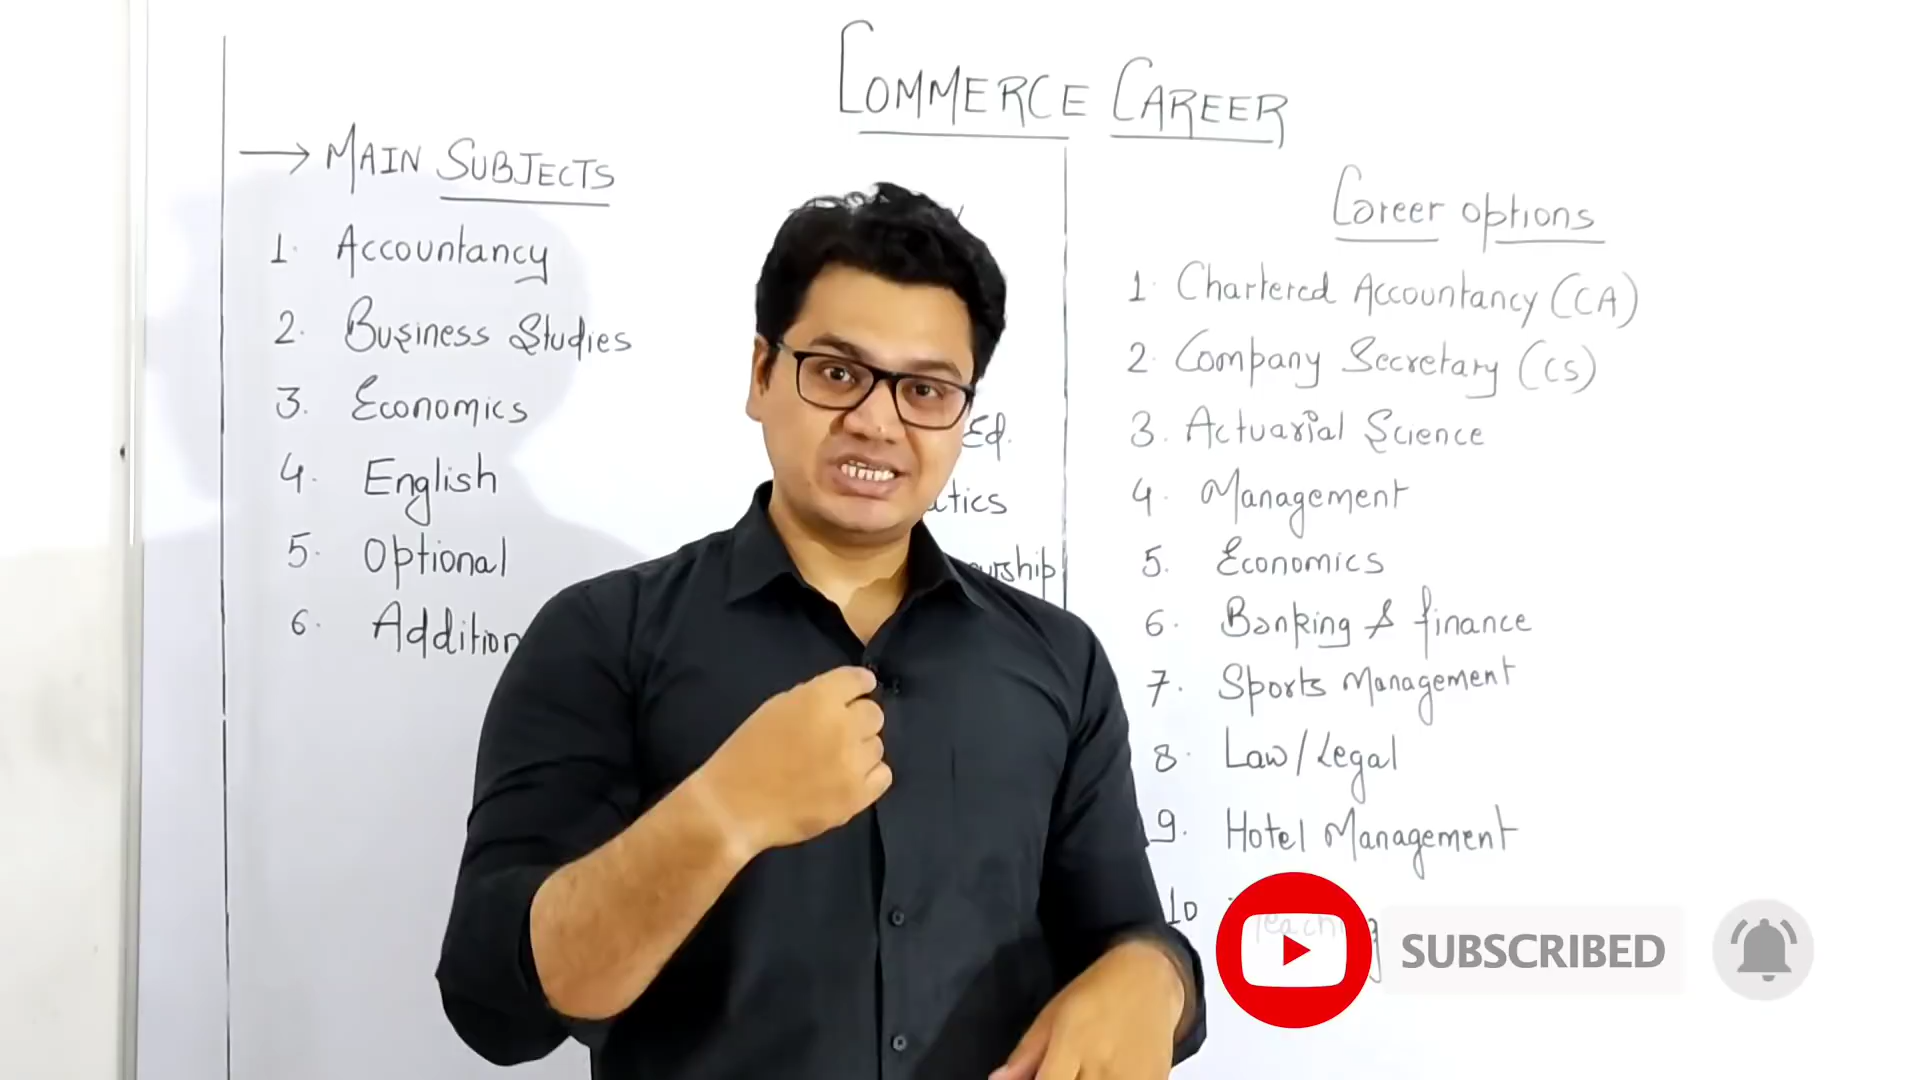 COMMERCE CAREER
→ MAIN SUBJECTS
1. Accountancy
2. Business Studies
3. Economics
4. English
5. Optional
6.
Ed.
Career options
1. Chartered Accountancy (CA)
2. Company Secretary (CS)
3. Actuarial Science
4. Management
5. Economics
6. Banking & finance
7. Sports Management
8. Law/Legal
9. Hotel Management
10
SUBSCRIBED